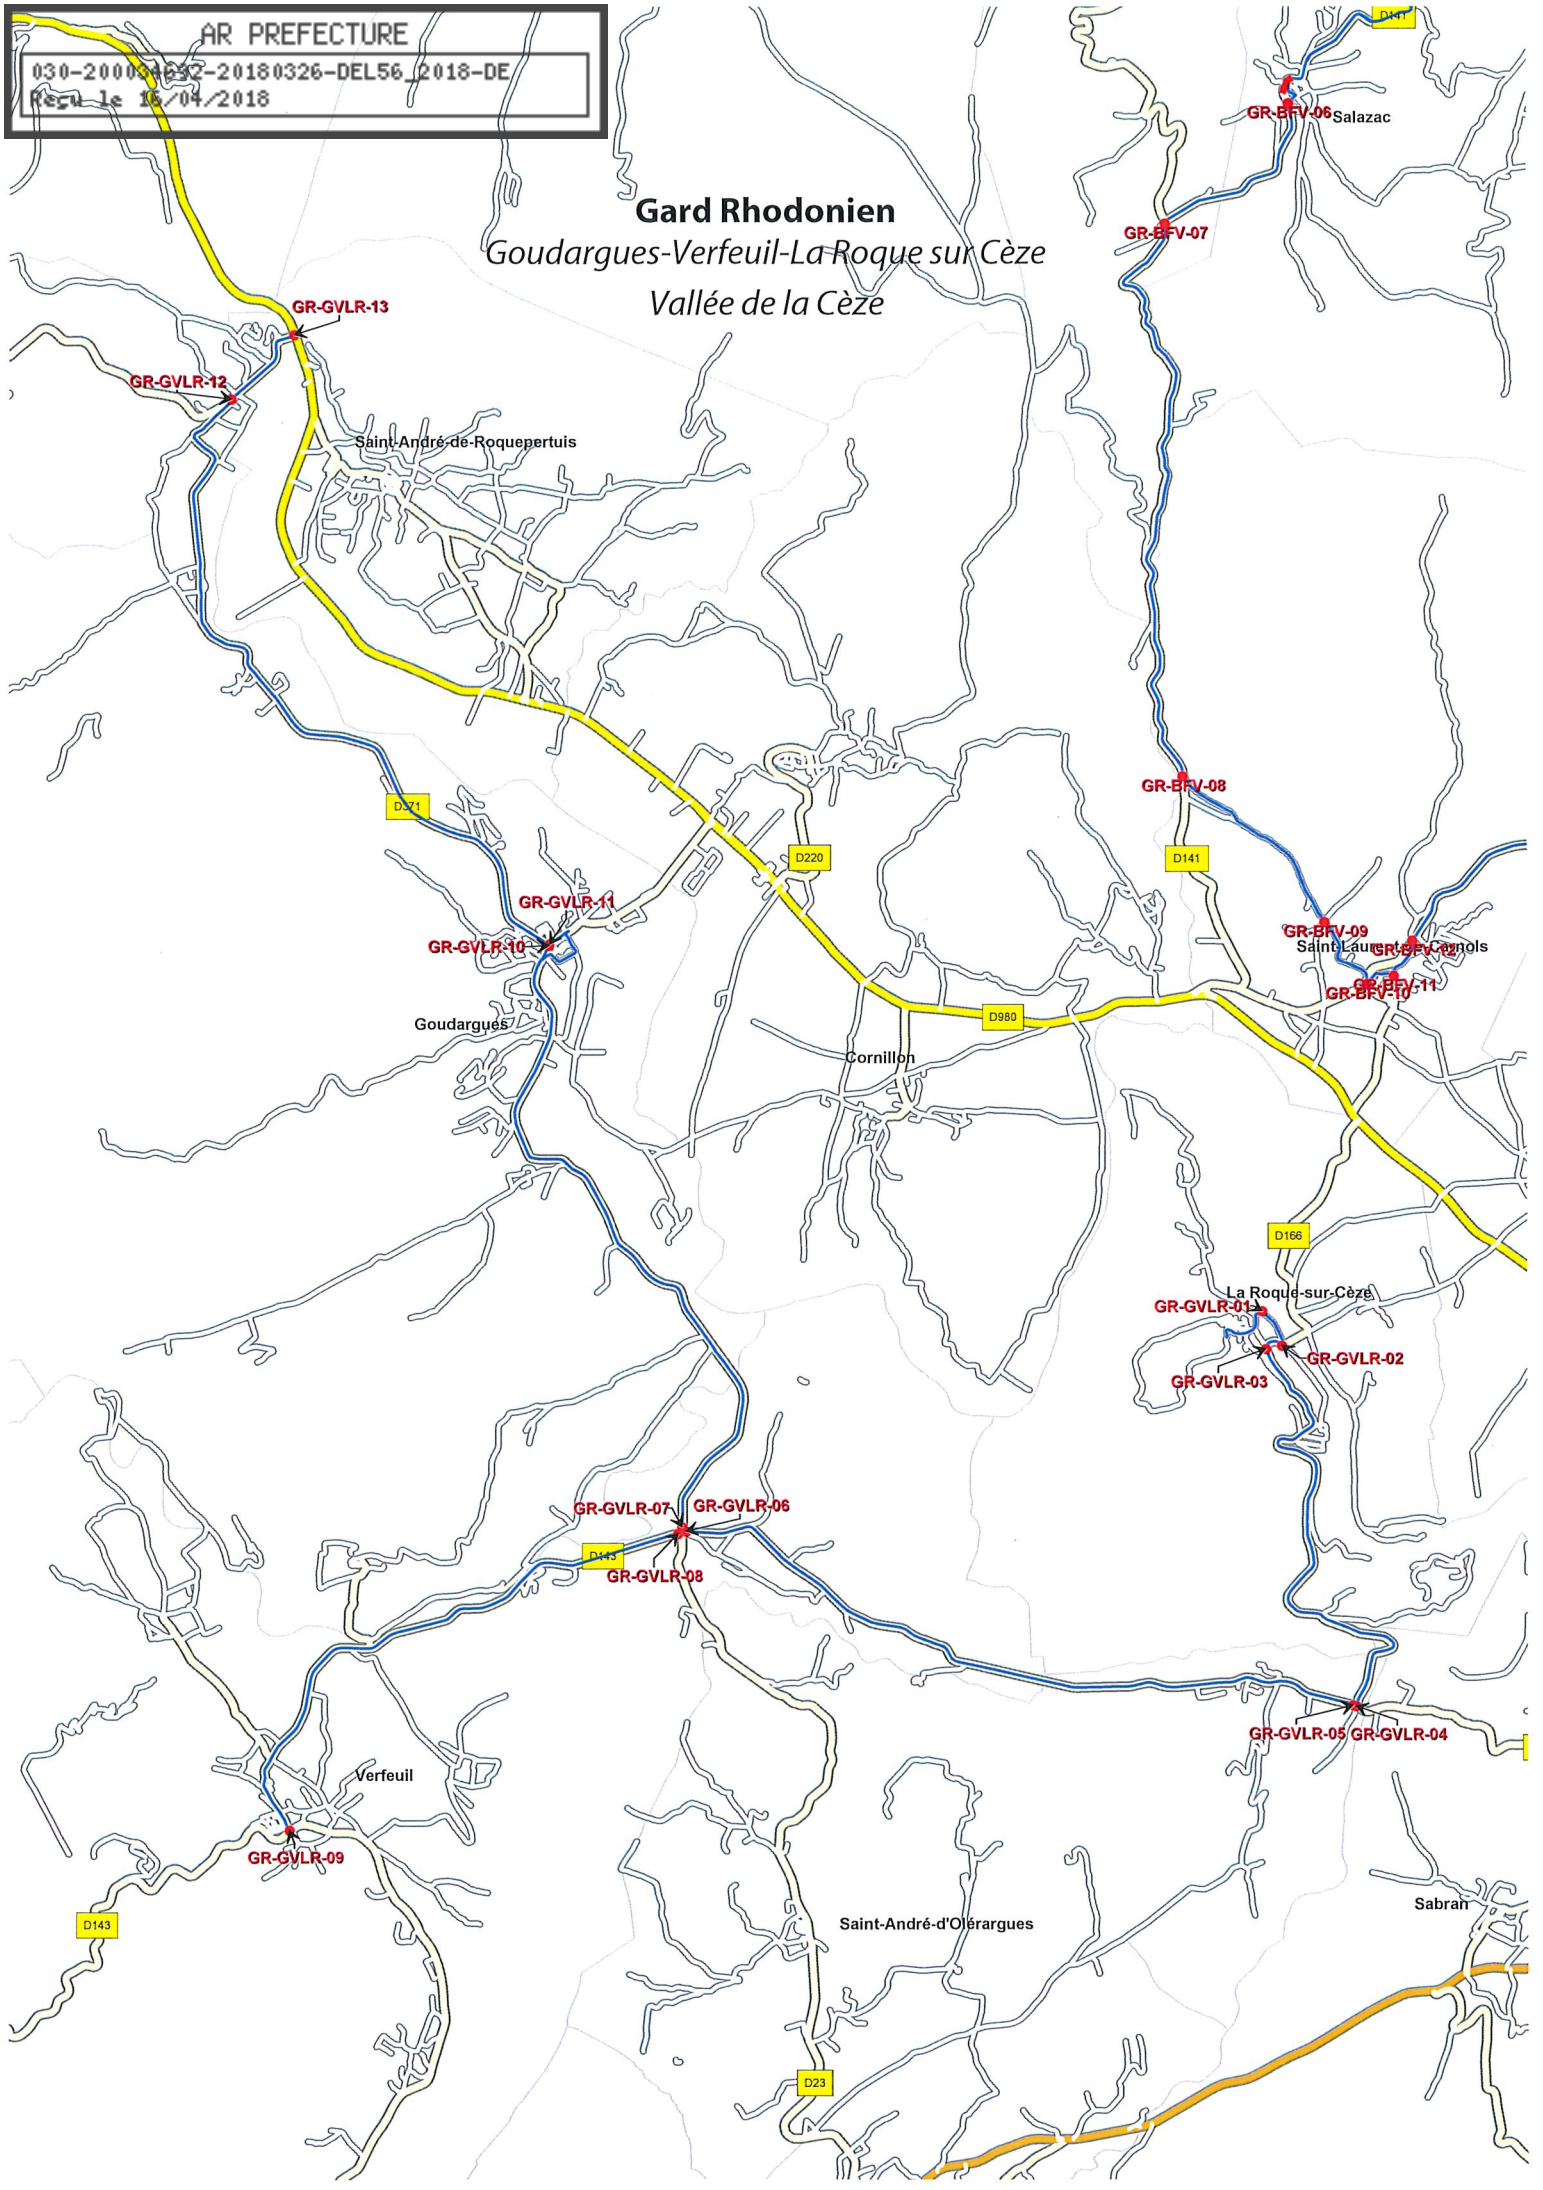 AR PREFECTURE
030-200034692-20180326-DEL56_2018-DE
Reçu le 16/04/2018
D141
GR-BFV-06
Salazac
Gard Rhodonien
Goudargues-Verfeuil-La Roque sur Cèze
Vallée de la Cèze
GR-BFV-07
GR-GVLR-13
GR-GVLR-12
Saint-André-de-Roquepertuis
GR-BFV-08
D371
D220
D141
GR-GVLR-11
GR-GVLR-10
GR-BFV-09
Saint-Laurent-de-Carnols
GR-BFV-12
GR-BFV-11
GR-BFV-10
D980
Goudargues
Cornillon
D166
La Roque-sur-Cèze
GR-GVLR-01
GR-GVLR-02
GR-GVLR-03
GR-GVLR-07
GR-GVLR-06
D143
GR-GVLR-08
GR-GVLR-05
GR-GVLR-04
Verfeuil
GR-GVLR-09
Sabran
D143
Saint-André-d'Olérargues
D23